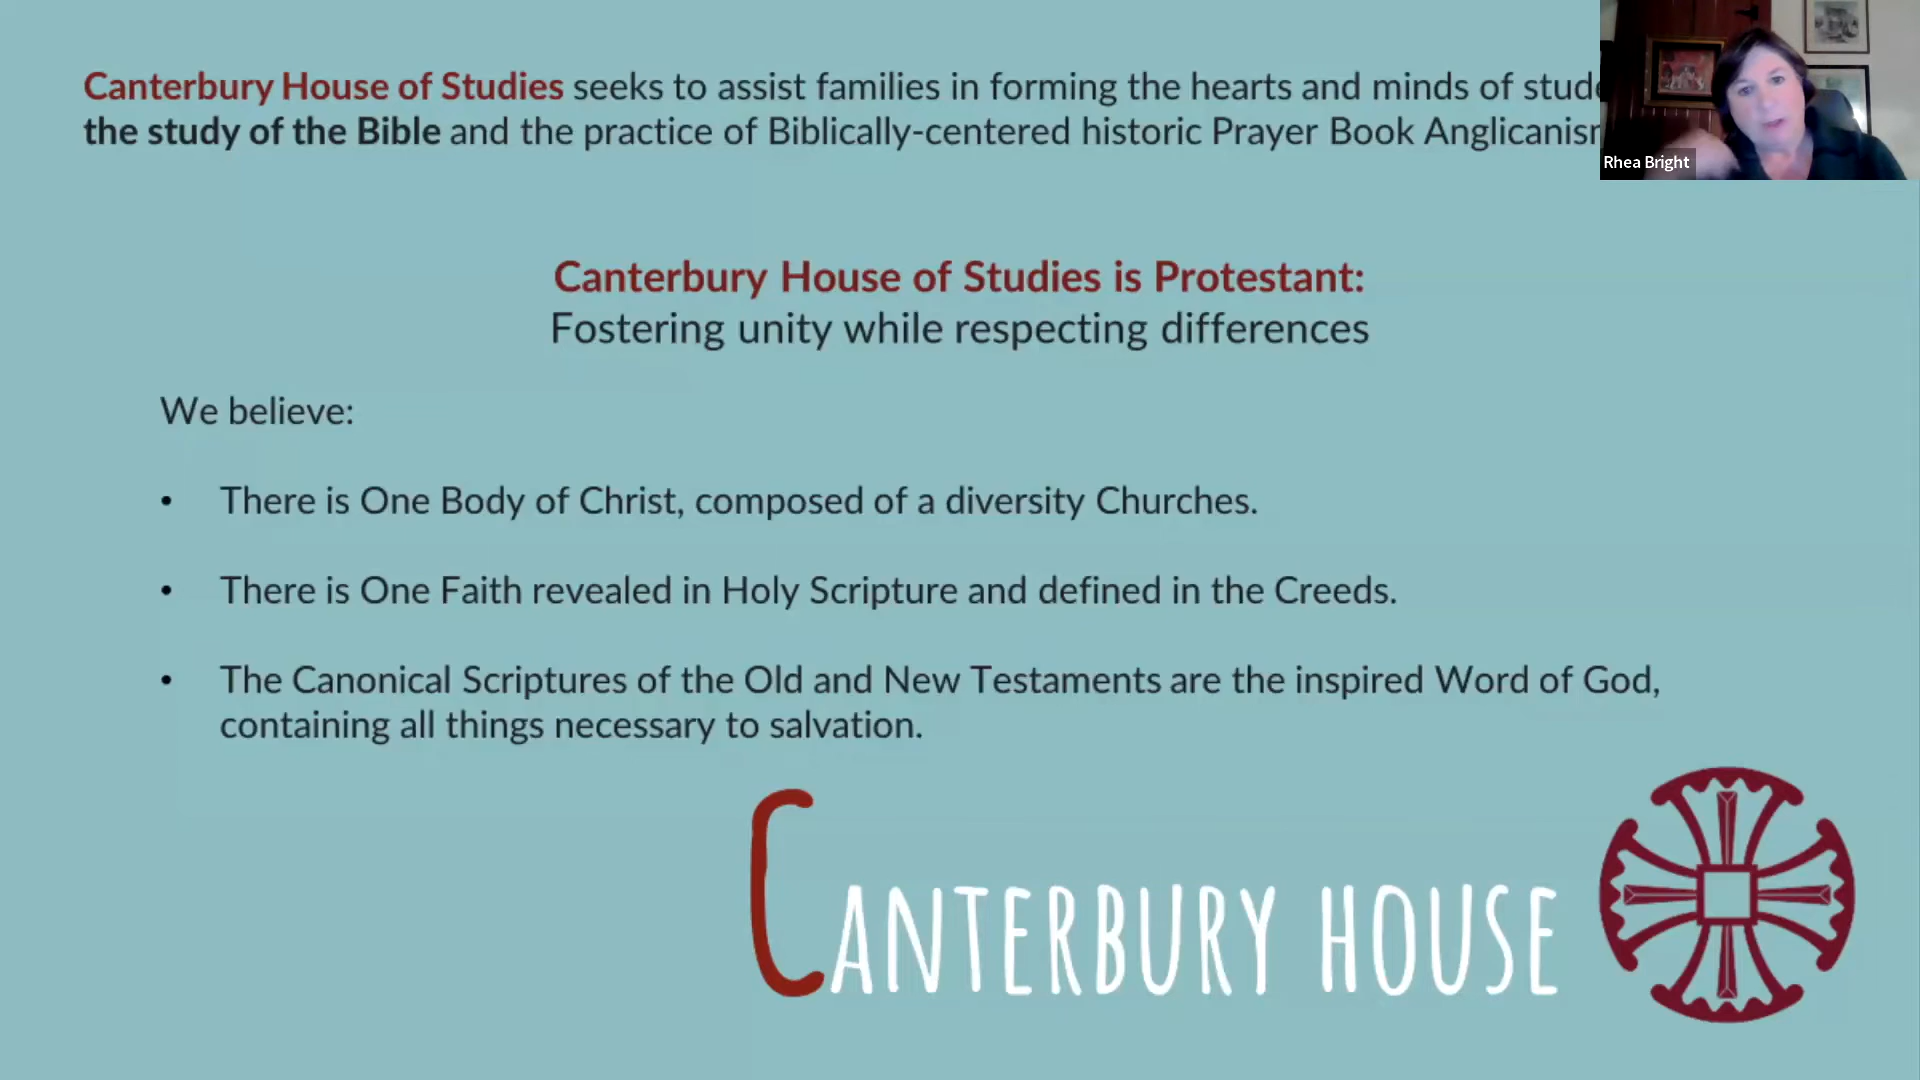 Canterbury House of Studies seeks to assist families in forming the hearts and minds of
the study of the Bible and the practice of Biblically-centered historic Prayer Book
Rhea Bright
Canterbury House of Studies is Protestant:
Fostering unity while respecting differences
We believe:
• There is One Body of Christ, composed of a diversity Churches.
• There is One Faith revealed in Holy Scripture and defined in the Creeds.
• The Canonical Scriptures of the Old and New Testaments are the inspired Word of God,
containing all things necessary to salvation.
CANTERBURY HOUSE